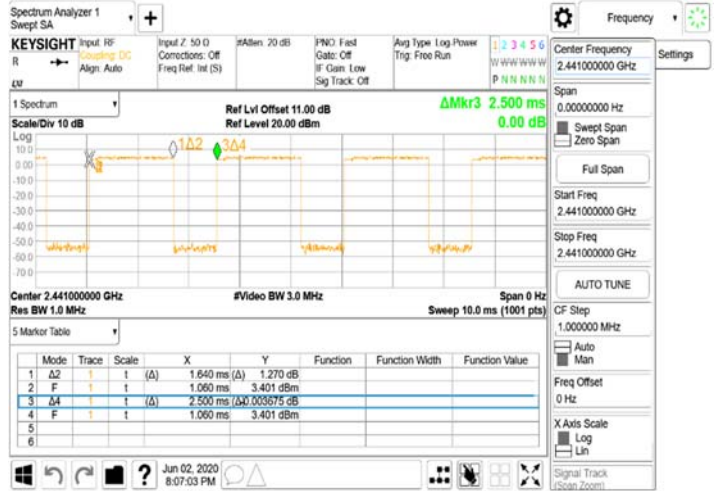 Spectrum Analyzer 1
Swept SA
+
Frequency
KEYSIGHT
R
Input: RF
Coupling: DC
Align: Auto
Input Z: 50 Ω
Corrections: Off
Freq Ref: Int (S)
#Atten: 20 dB
PNO: Fast
Gate: Off
IF Gain: Low
Sig Track: Off
Avg Type: Log-Power
Trig: Free Run
1 2 3 4 5 6
W W W W W W
P N N N N N
1 Spectrum
Scale/Div 10 dB
Ref Lvl Offset 11.00 dB
Ref Level 20.00 dBm
ΔMkr3 2.500 ms
0.00 dB
Log
1Δ2
3Δ4
10.0
0.00
-10.0
-20.0
-30.0
-40.0
-50.0
-60.0
-70.0
Center 2.441000000 GHz
#Video BW 3.0 MHz
Span 0 Hz
Res BW 1.0 MHz
Sweep 10.0 ms (1001 pts)
5 Marker Table
Mode Trace Scale X Y Function Function Width Function Value
1 Δ2 1 t (Δ) 1.640 ms (Δ) 1.270 dB
2 F 1 t 1.060 ms 3.401 dBm
3 Δ4 1 t (Δ) 2.500 ms (Δ) 0.003675 dB
4 F 1 t 1.060 ms 3.401 dBm
5
6
?
Jun 02, 2020
8:07:03 PM
Center Frequency
2.441000000 GHz
Settings
Span
0.00000000 Hz
Swept Span
Zero Span
Full Span
Start Freq
2.441000000 GHz
Stop Freq
2.441000000 GHz
AUTO TUNE
CF Step
1.000000 MHz
Auto
Man
Freq Offset
0 Hz
X Axis Scale
Log
Lin
Signal Track
(Span Zoom)